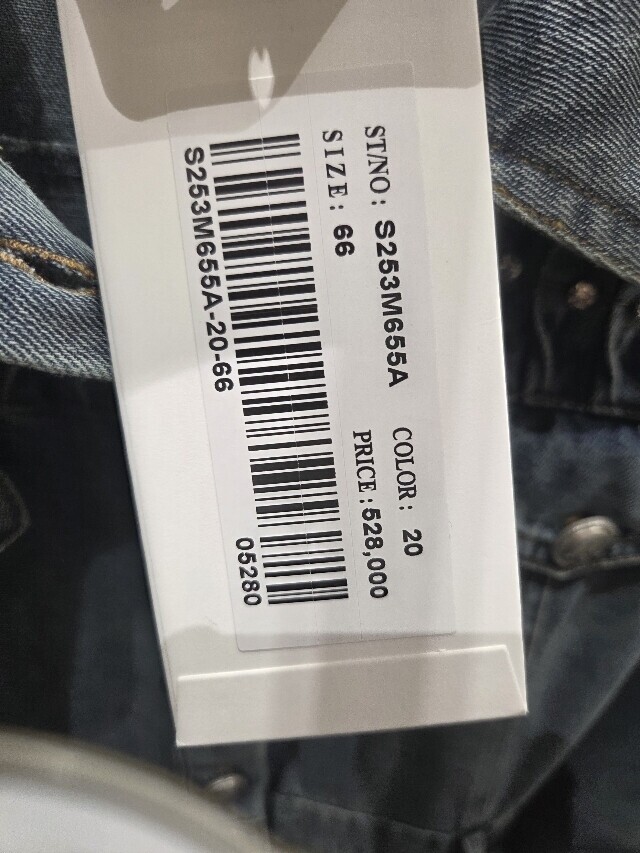 ST/NO: S253M655A COLOR: 20
SIZE: 66 PRICE:528,000
S253M655A-20-66 05280